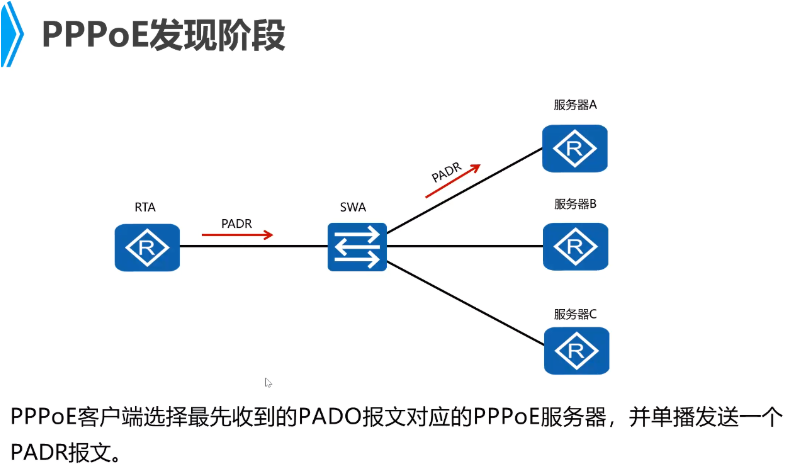 PPPoE发现阶段
服务器A
PADR
服务器B
RTA
SWA
PADR
服务器C
PPPoE客户端选择最先收到的PADO报文对应的PPPoE服务器，并单播发送一个
PADR报文。